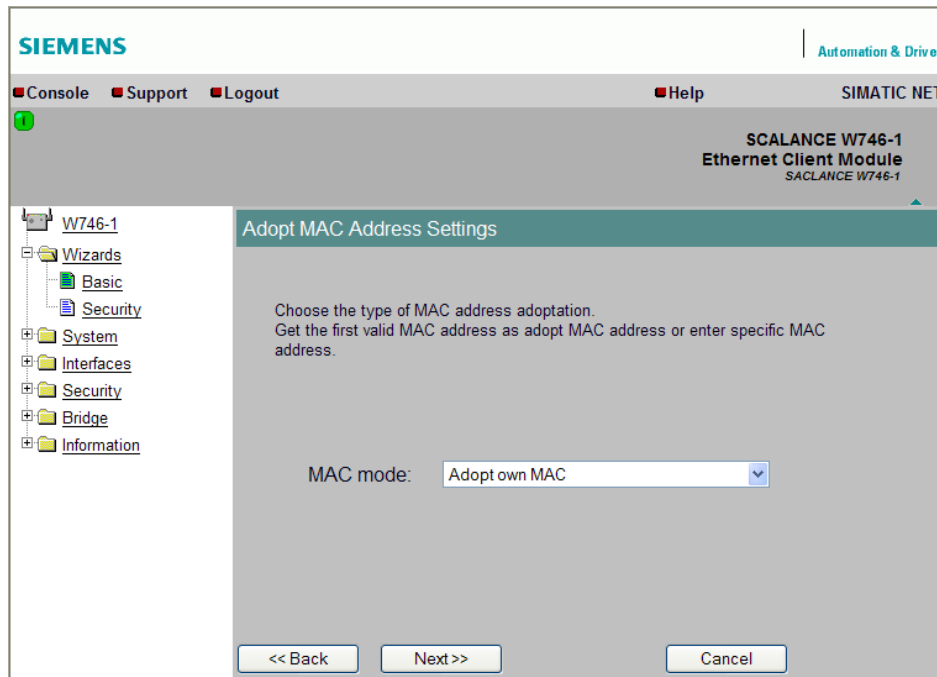 SIEMENS
Automation & Drive
Console Support Logout Help SIMATIC NET
SCALANCE W746-1
Ethernet Client Module
SACLANCE W746-1
W746-1
Wizards
Basic
Security
System
Interfaces
Security
Bridge
Information
Adopt MAC Address Settings
Choose the type of MAC address adoptation.
Get the first valid MAC address as adopt MAC address or enter specific MAC
address.
MAC mode: Adopt own MAC
<< Back Next>> Cancel